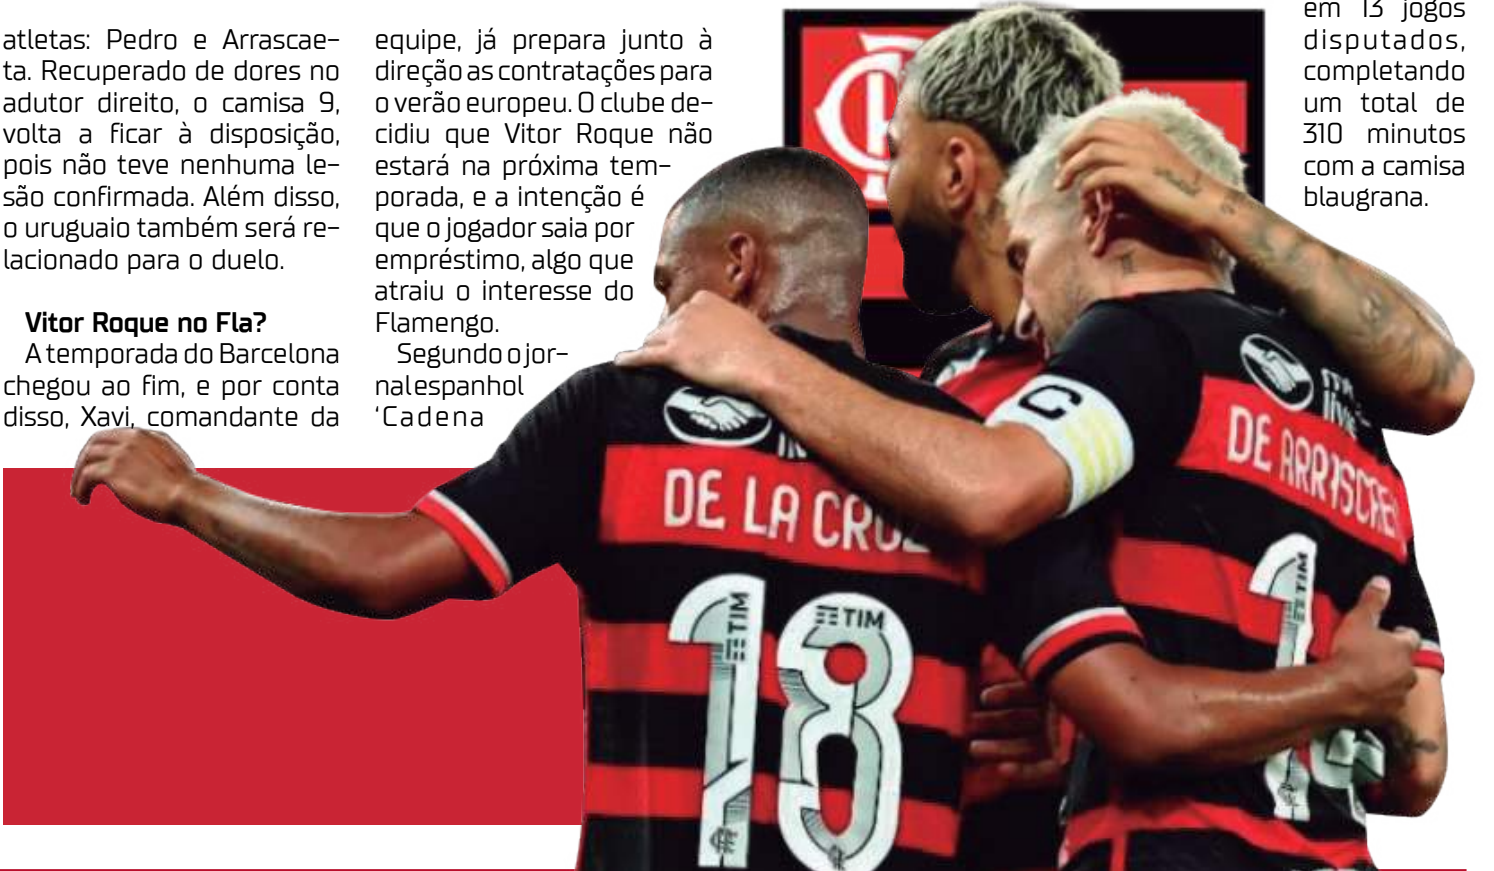 atletas: Pedro e Arrascae-
ta. Recuperado de dores no
adutor direito, o camisa 9,
volta a ficar à disposição,
pois não teve nenhuma le-
são confirmada. Além disso,
o uruguaio também será re-
lacionado para o duelo.
Vitor Roque no Fla?
A temporada do Barcelona
chegou ao fim, e por conta
disso, Xavi, comandante da
equipe, já prepara junto à
direção as contratações para
o verão europeu. O clube de-
cidiu que Vitor Roque não
estará na próxima tem-
porada, e a intenção é
que o jogador saia por
empréstimo, algo que
atraiu o interesse do
Flamengo.
Segundo o jor-
nal espanhol
‘Cadena
em 13 jogos
disputados,
completando
um total de
310 minutos
com a camisa
blaugrana.
C
DE LA CRUZ
TIM
TIM
18
DE ARRASCAE
TIM